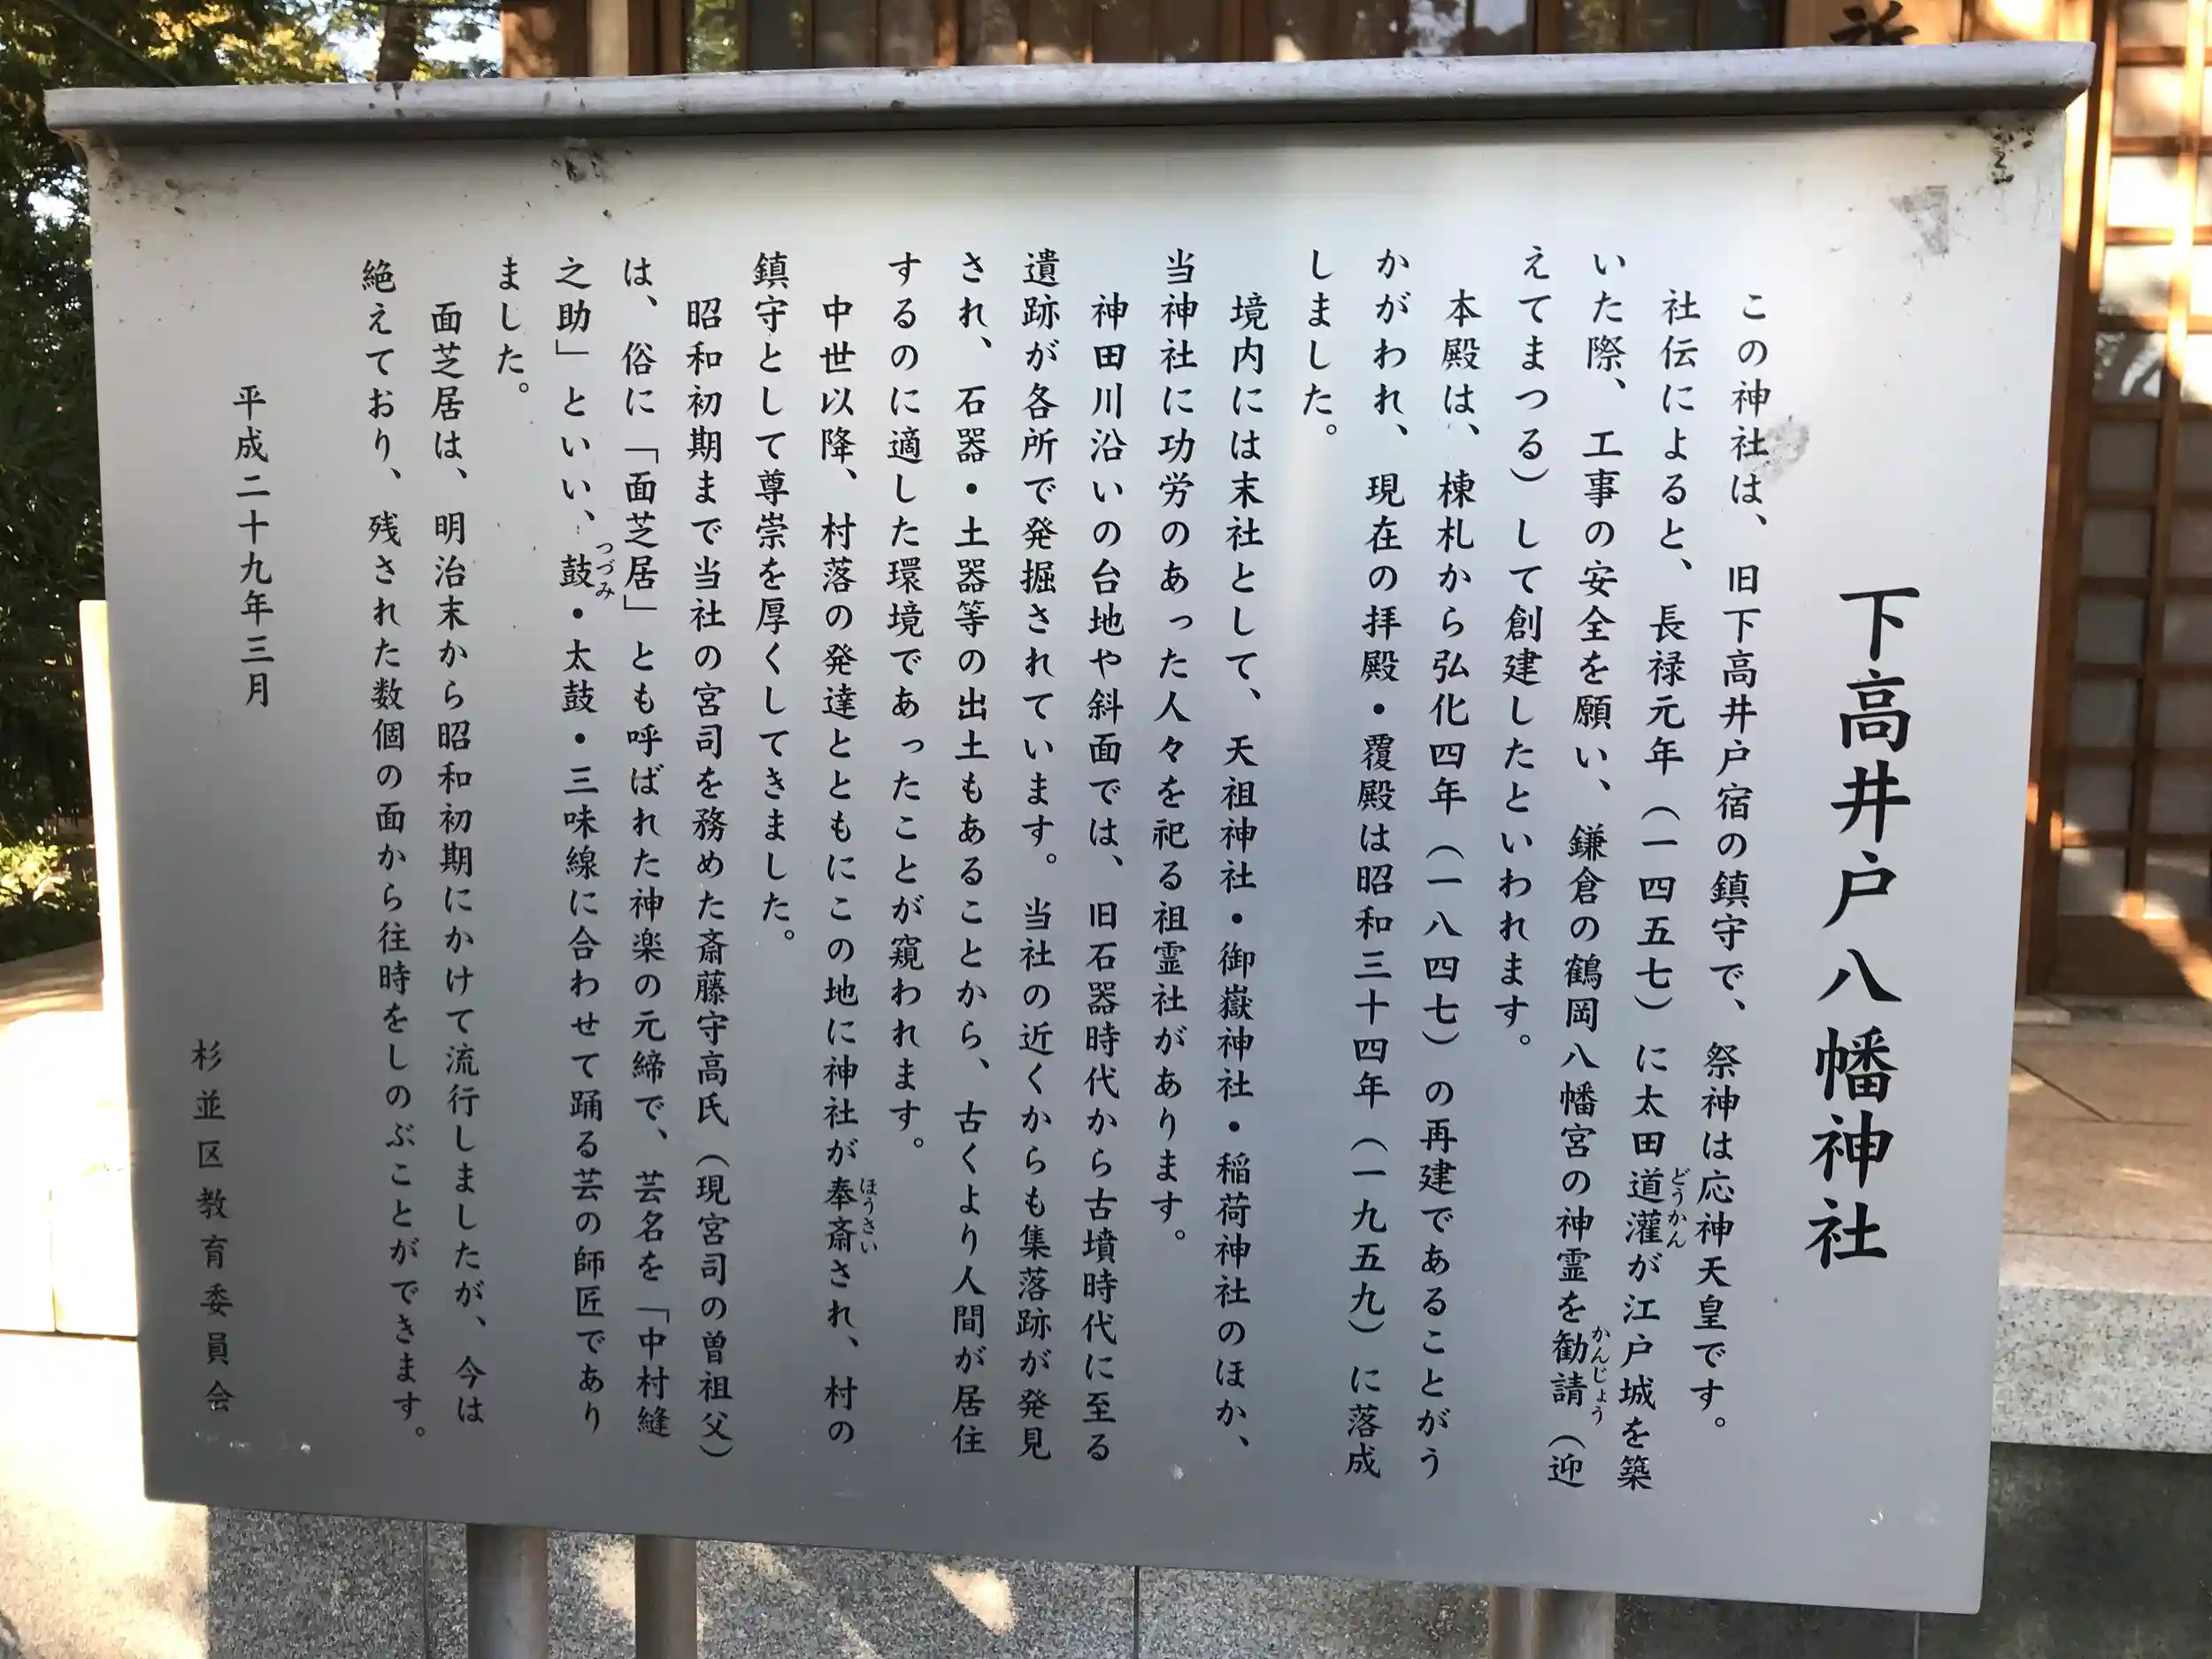 下高井戸八幡神社
この神社は、旧下高井戸宿の鎮守で、祭神は応神天皇です。
社伝によると、長禄元年（一四五七）に太田道灌が江戸城を築
どうかん
いた際、工事の安全を願い、鎌倉の鶴岡八幡宮の神霊を勧請（迎
かんじょう
えてまつる）して創建したといわれます。
本殿は、棟札から弘化四年（一八四七）の再建であることがう
かがわれ、現在の拝殿・覆殿は昭和三十四年（一九五九）に落成
しました。
境内には末社として、天祖神社・御嶽神社・稲荷神社のほか、
当神社に功労のあった人々を祀る祖霊社があります。
神田川沿いの台地や斜面では、旧石器時代から古墳時代に至る
遺跡が各所で発掘されています。当社の近くからも集落跡が発見
され、石器・土器等の出土もあることから、古くより人間が居住
するのに適した環境であったことが窺われます。
中世以降、村落の発達とともにこの地に神社が奉斎され、村の
ほうさい
鎮守として尊崇を厚くしてきました。
昭和初期まで当社の宮司を務めた斎藤守高氏（現宮司の曽祖父）
は、俗に「面芝居」とも呼ばれた神楽の元締で、芸名を「中村縫
之助」といい、鼓・太鼓・三味線に合わせて踊る芸の師匠であり
つづみ
ました。
面芝居は、明治末から昭和初期にかけて流行しましたが、今は
絶えており、残された数個の面から往時をしのぶことができます。
平成二十九年三月
杉並区教育委員会